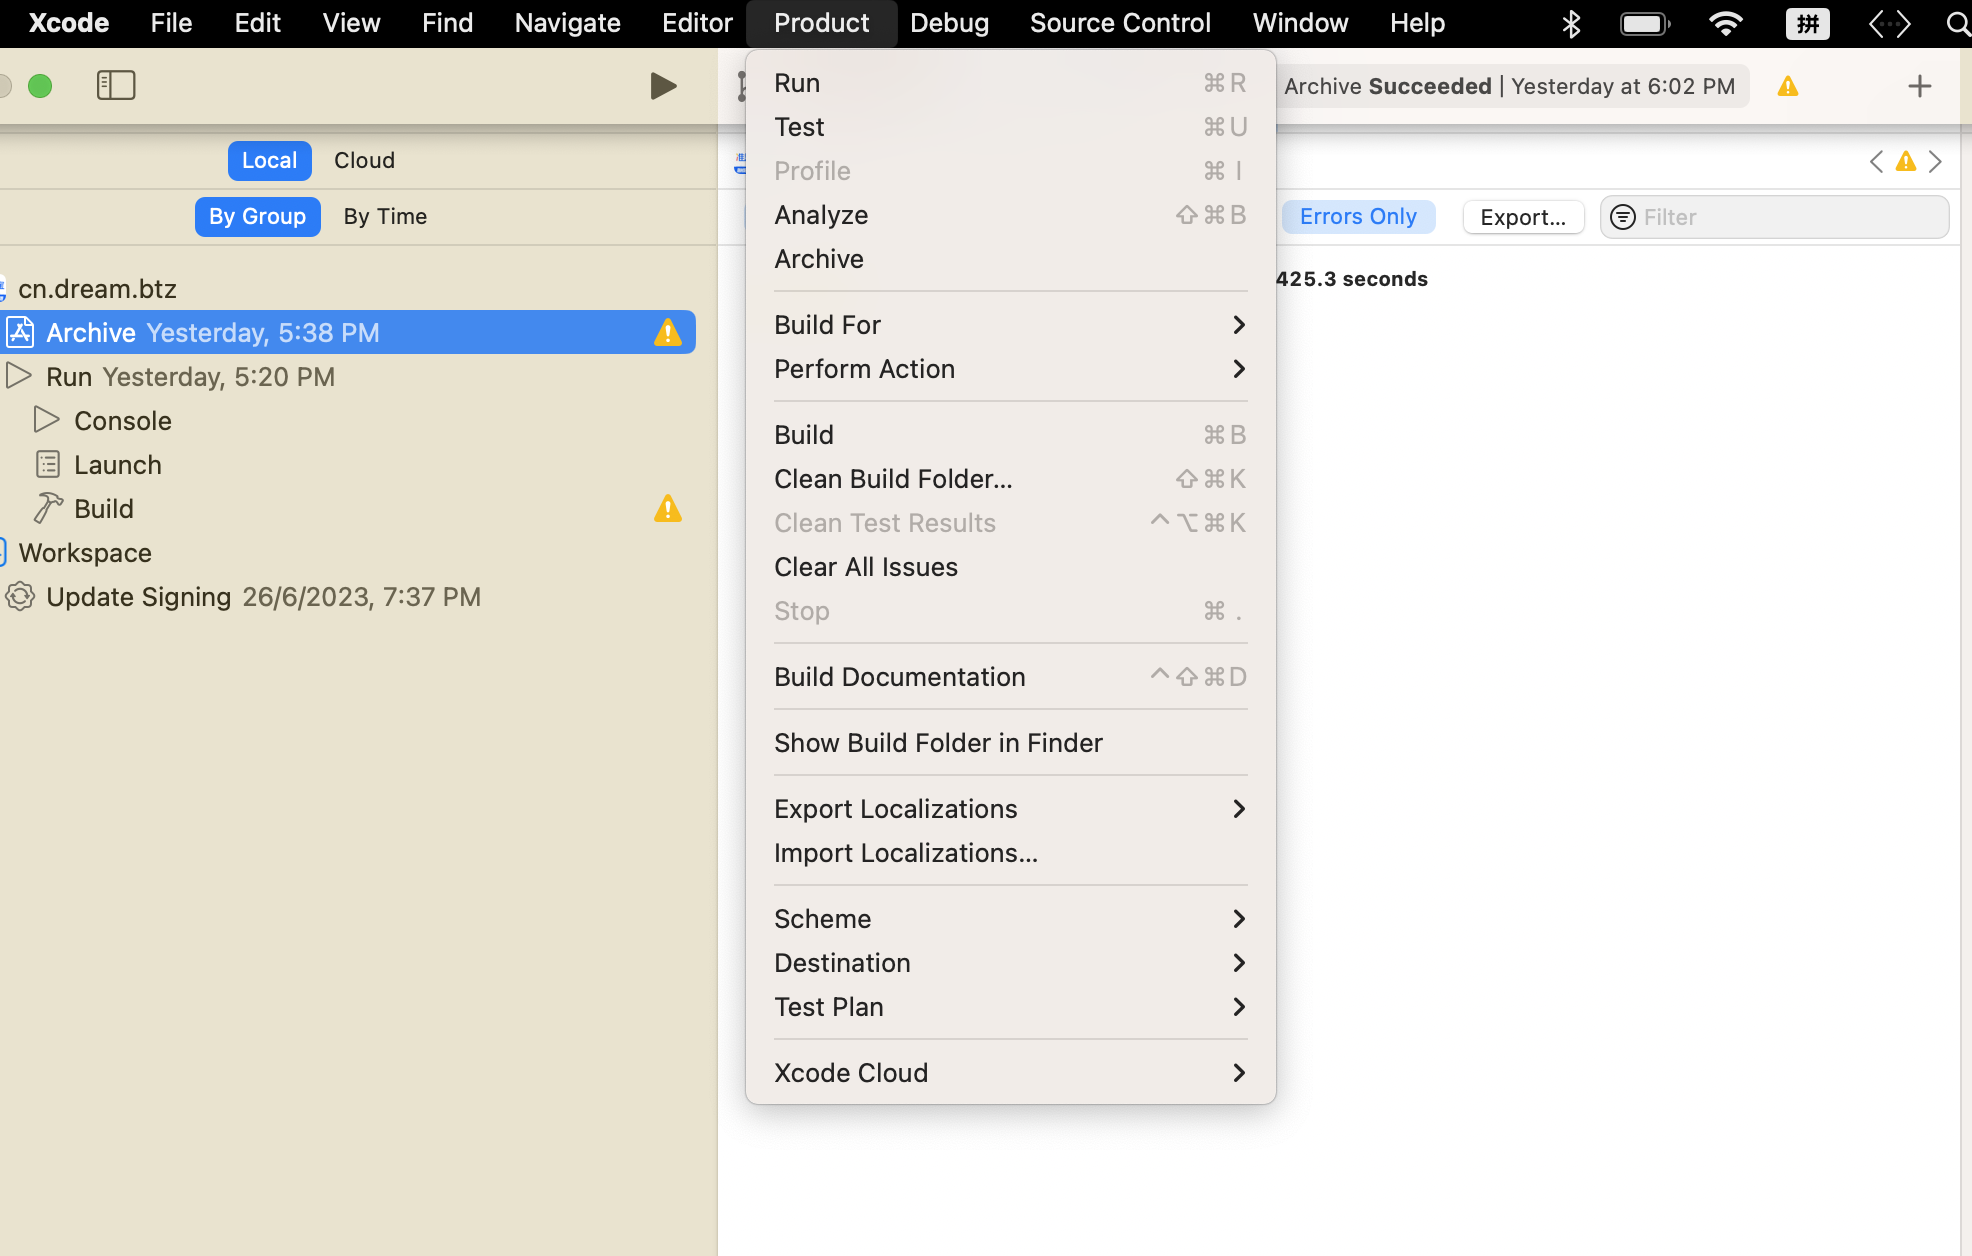 Xcode File Edit View Find Navigate Editor Product Debug Source Control Window Help 拼
Archive Succeeded | Yesterday at 6:02 PM
Local Cloud
By Group By Time
Errors Only Export... Filter
425.3 seconds
cn.dream.btz
Archive Yesterday, 5:38 PM
Run Yesterday, 5:20 PM
Console
Launch
Build
Workspace
Update Signing 26/6/2023, 7:37 PM
Run ⌘R
Test ⌘U
Profile ⌘I
Analyze ⇧⌘B
Archive
Build For
Perform Action
Build ⌘B
Clean Build Folder... ⇧⌘K
Clean Test Results ^⌥⌘K
Clear All Issues
Stop ⌘.
Build Documentation ^⇧⌘D
Show Build Folder in Finder
Export Localizations
Import Localizations...
Scheme
Destination
Test Plan
Xcode Cloud